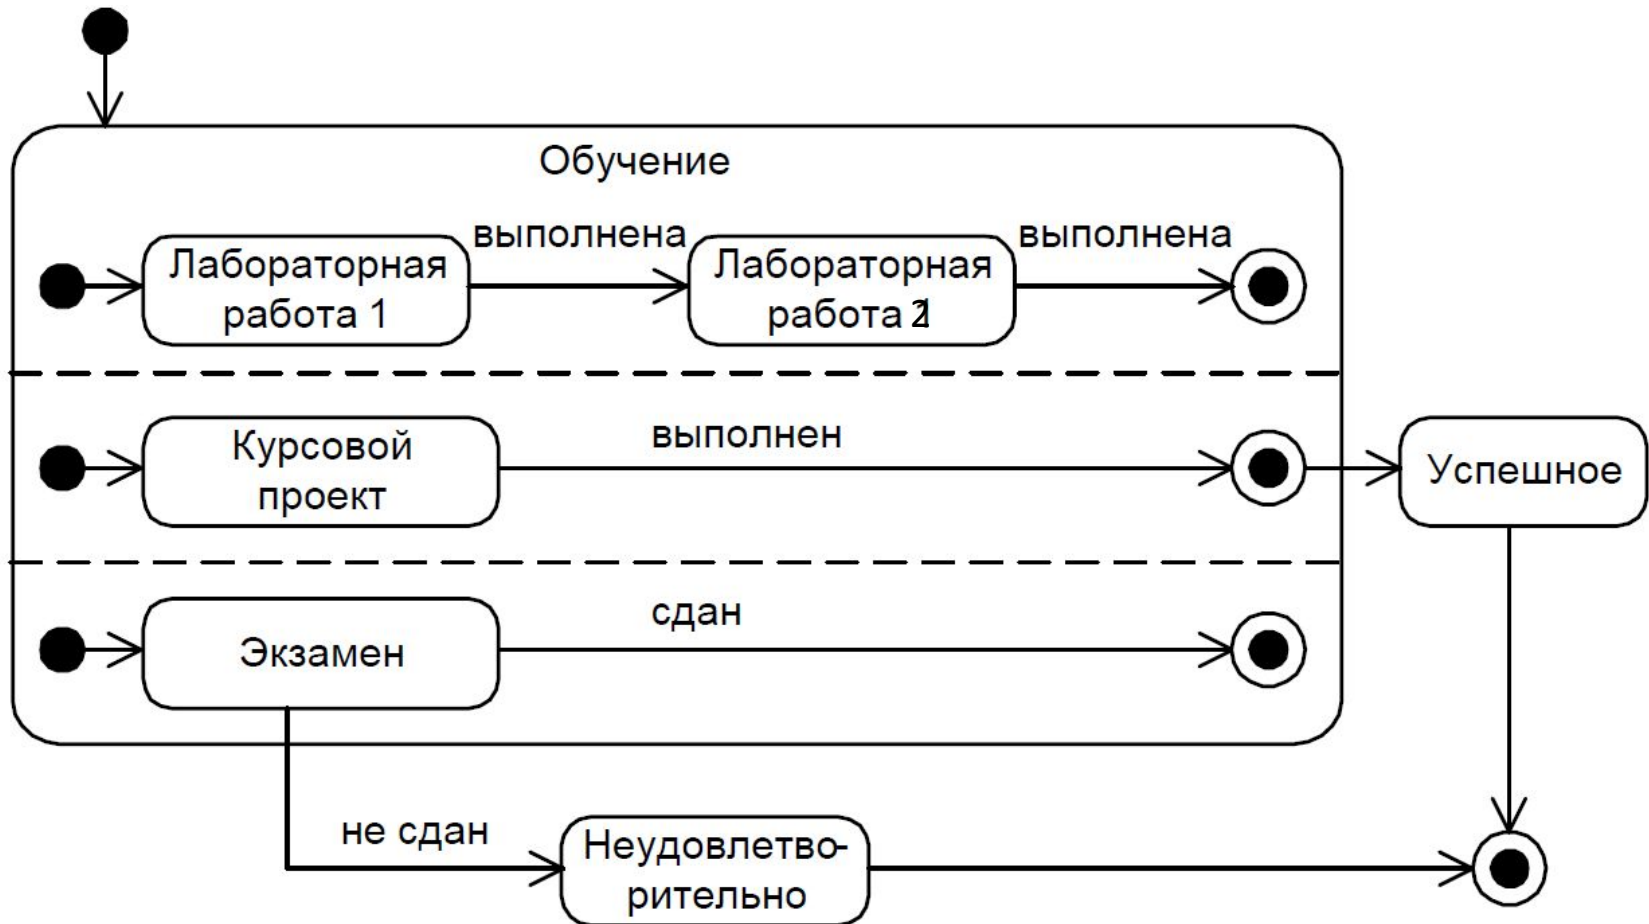 Обучение
выполнена
выполнена
Лабораторная
работа 1
Лабораторная
работа 2
выполнен
Курсовой
проект
Успешное
сдан
Экзамен
не сдан
Неудовлетво-
рительно